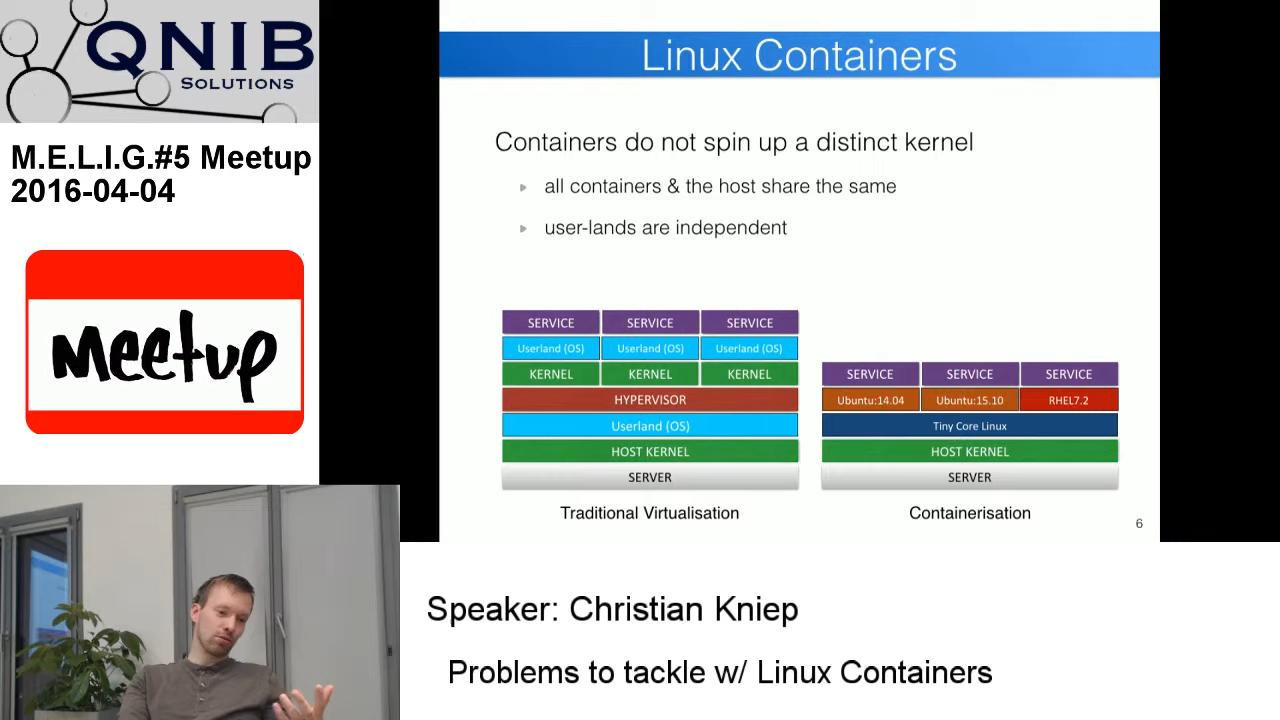 QNIB
SOLUTIONS
M.E.L.I.G.#5 Meetup
2016-04-04
Meetup
Linux Containers
Containers do not spin up a distinct kernel
all containers & the host share the same
user-lands are independent
SERVICE SERVICE SERVICE
Userland (OS) Userland (OS) Userland (OS)
KERNEL KERNEL KERNEL
HYPERVISOR
Userland (OS)
HOST KERNEL
SERVER
Traditional Virtualisation
SERVICE SERVICE SERVICE
Ubuntu:14.04 Ubuntu:15.10 RHEL7.2
Tiny Core Linux
HOST KERNEL
SERVER
Containerisation
6
Speaker: Christian Kniep
Problems to tackle w/ Linux Containers